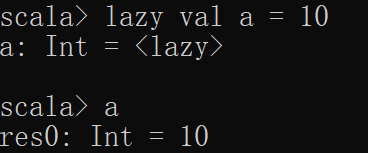 scala> lazy val a = 10
a: Int = <lazy>
scala> a
res0: Int = 10